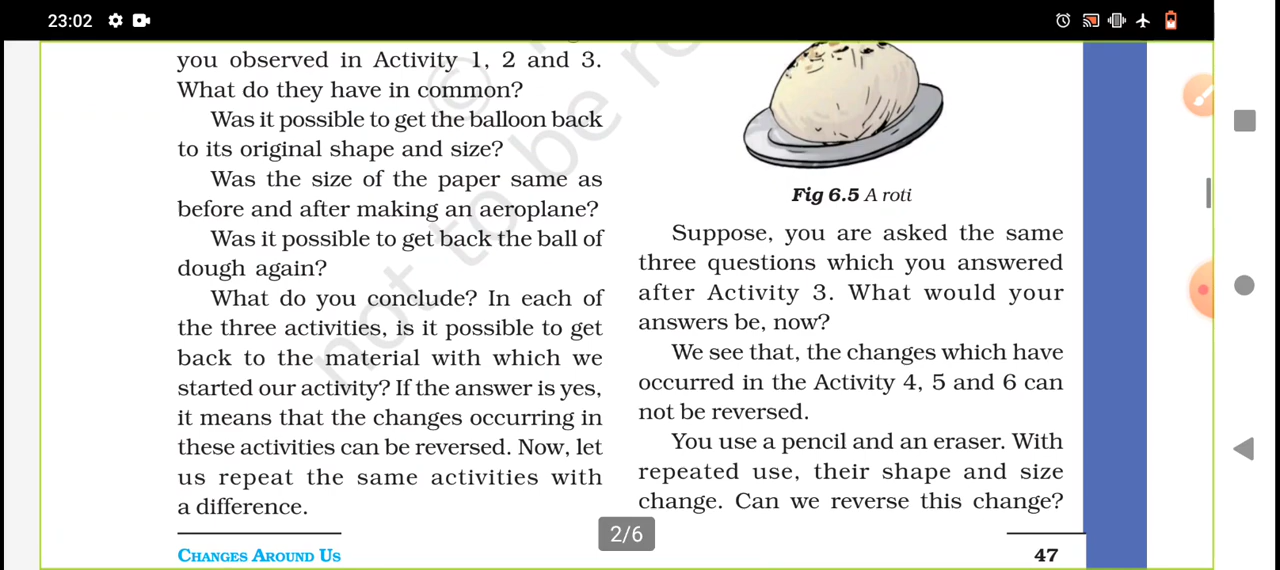 23:02
you observed in Activity 1, 2 and 3.
What do they have in common?
Was it possible to get the balloon back
to its original shape and size?
Was the size of the paper same as
before and after making an aeroplane?
Was it possible to get back the ball of
dough again?
What do you conclude? In each of
the three activities, is it possible to get
back to the material with which we
started our activity? If the answer is yes,
it means that the changes occurring in
these activities can be reversed. Now, let
us repeat the same activities with
a difference.
Fig 6.5 A roti
Suppose, you are asked the same
three questions which you answered
after Activity 3. What would your
answers be, now?
We see that, the changes which have
occurred in the Activity 4, 5 and 6 can
not be reversed.
You use a pencil and an eraser. With
repeated use, their shape and size
change. Can we reverse this change?
2/6
CHANGES AROUND US
47
©
not to be re